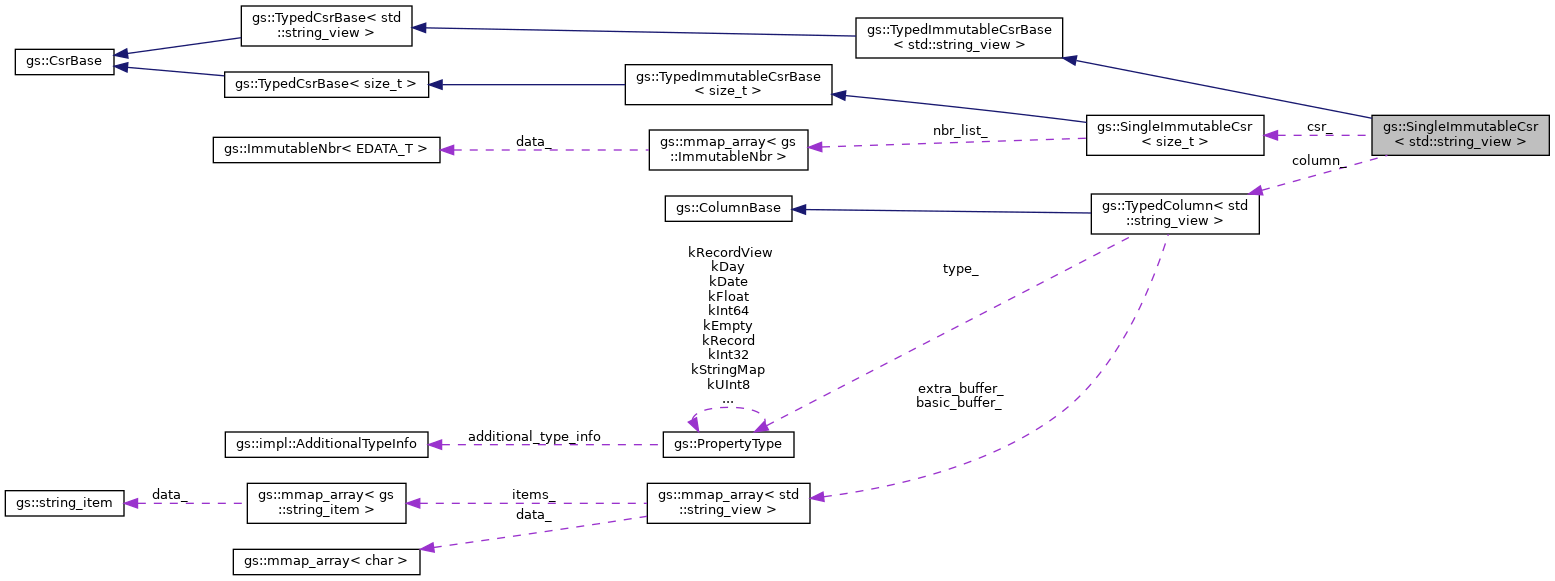 gs::CsrBase
gs::TypedCsrBase< std
::string_view >
gs::TypedCsrBase< size_t >
gs::TypedImmutableCsrBase
< std::string_view >
gs::TypedImmutableCsrBase
< size_t >
gs::ImmutableNbr< EDATA_T >
data_
gs::mmap_array< gs
::ImmutableNbr >
nbr_list_
gs::SingleImmutableCsr
< size_t >
csr_
gs::SingleImmutableCsr
< std::string_view >
column_
gs::ColumnBase
gs::TypedColumn< std
::string_view >
kRecordView
kDay
kDate
kFloat
kInt64
kEmpty
kRecord
kInt32
kStringMap
kUInt8
...
type_
extra_buffer_
basic_buffer_
gs::impl::AdditionalTypeInfo
additional_type_info
gs::PropertyType
gs::string_item
data_
gs::mmap_array< gs
::string_item >
items_
data_
gs::mmap_array< std
::string_view >
gs::mmap_array< char >